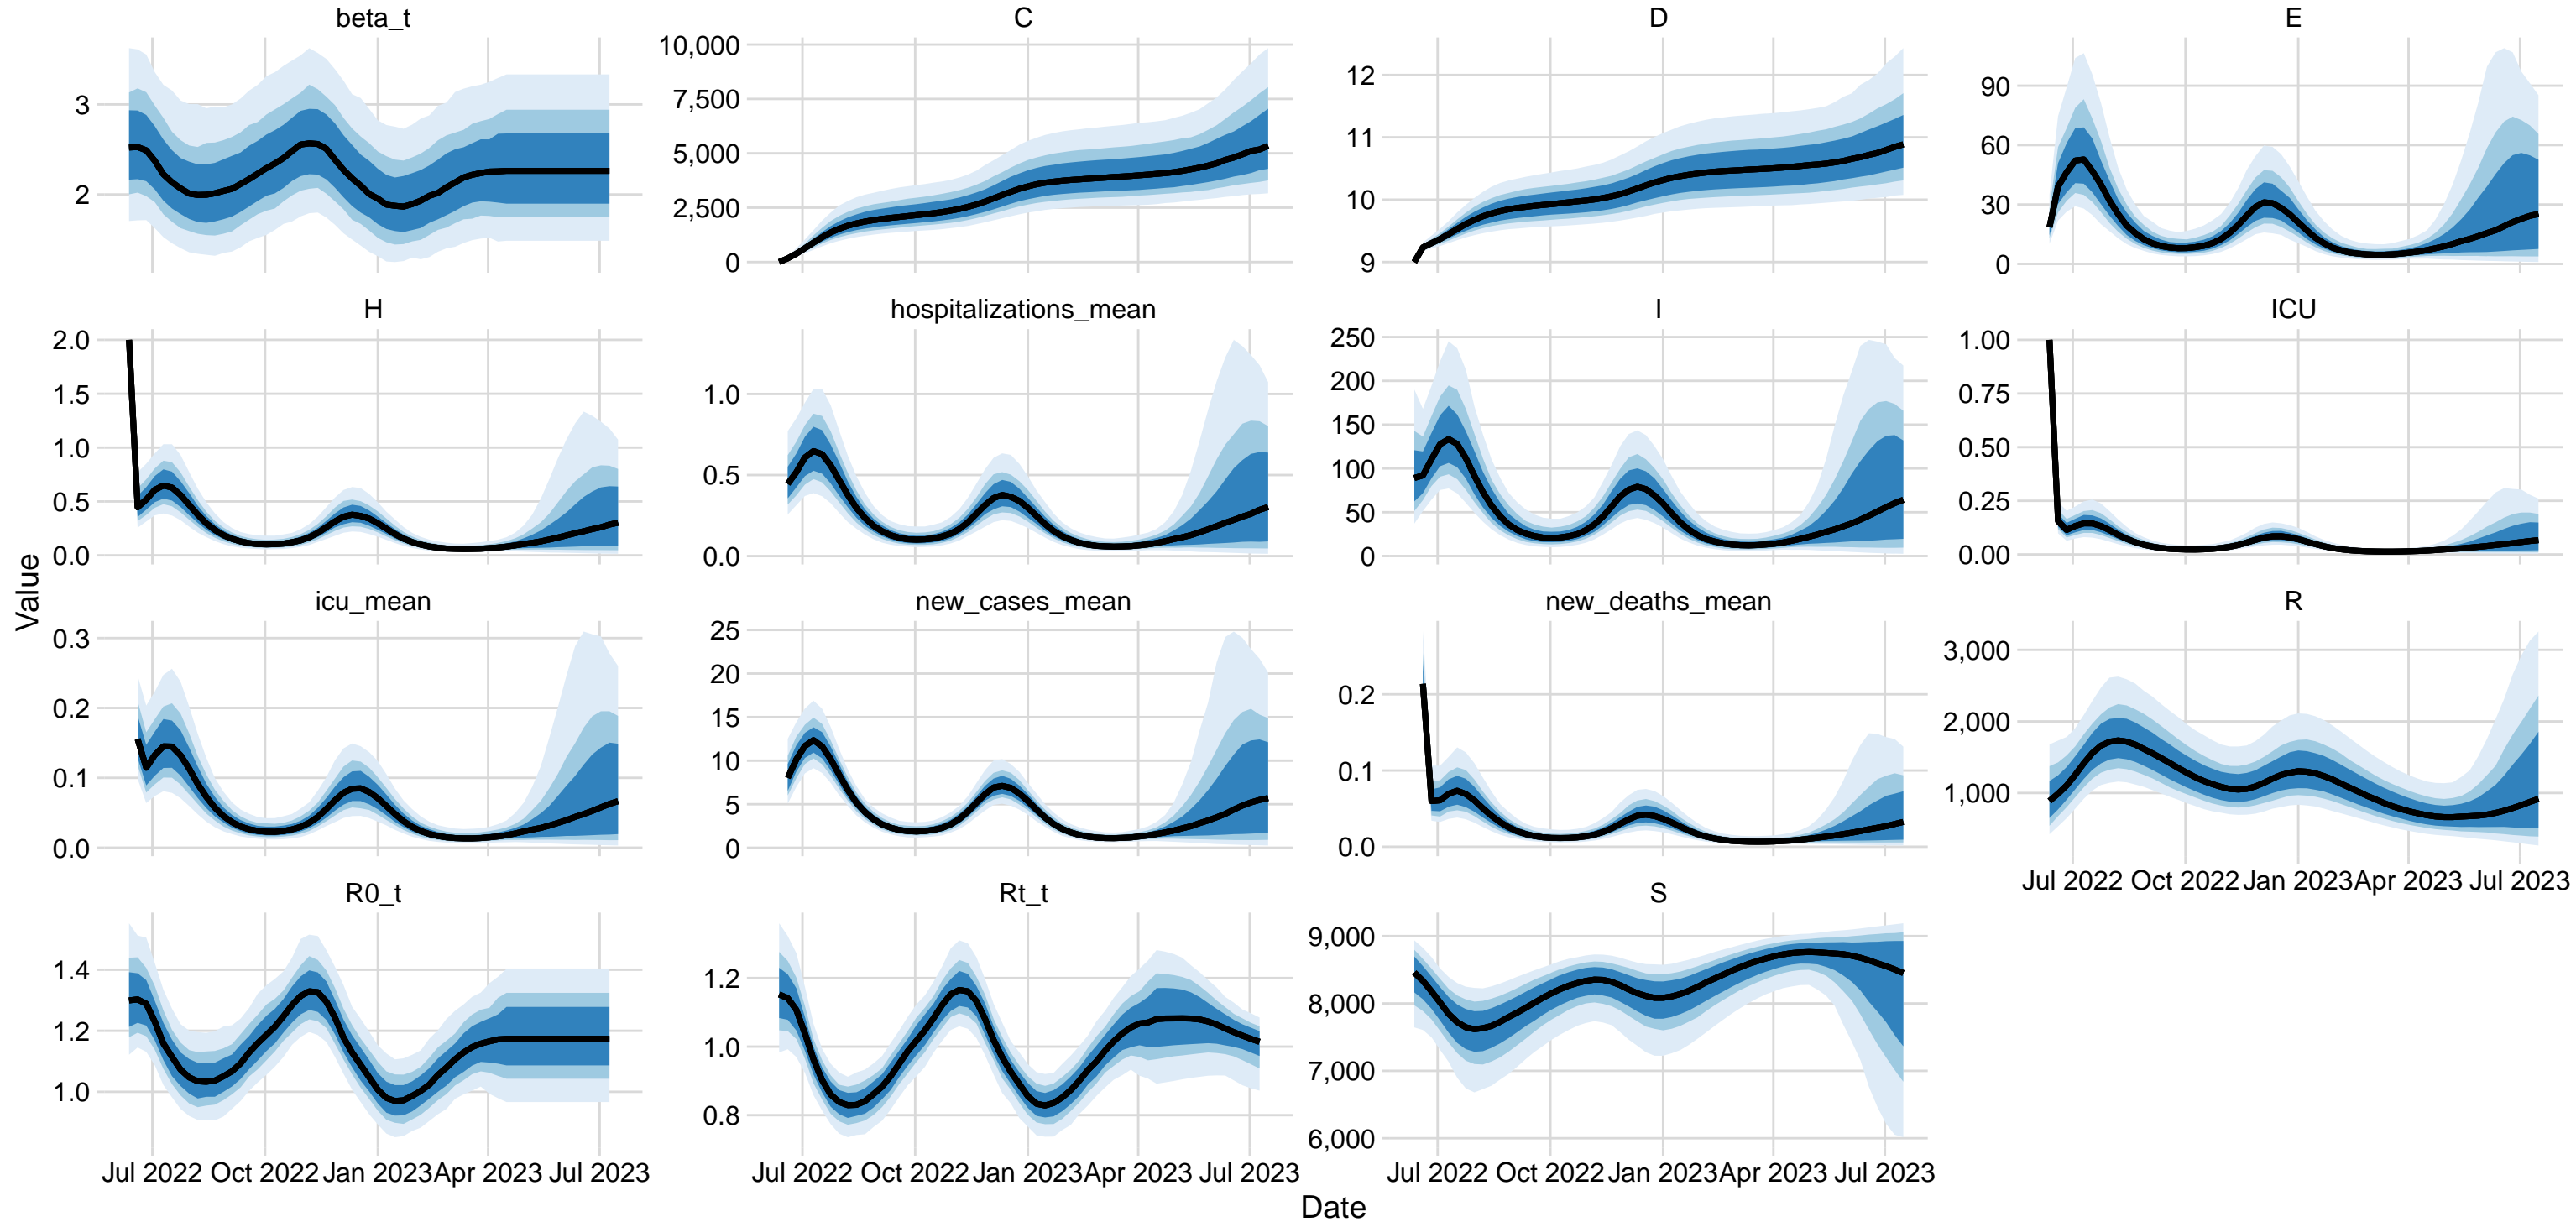 beta_t
C
D
E
3
2
10,000
7,500
5,000
2,500
0
12
11
10
9
90
60
30
0
H
hospitalizations_mean
I
ICU
2.0
1.5
1.0
0.5
0.0
1.0
0.5
0.0
250
200
150
100
50
0
1.00
0.75
0.50
0.25
0.00
Value
icu_mean
new_cases_mean
new_deaths_mean
R
0.3
0.2
0.1
0.0
25
20
15
10
5
0
0.2
0.1
0.0
3,000
2,000
1,000
Jul 2022 Oct 2022 Jan 2023 Apr 2023 Jul 2023
R0_t
Rt_t
S
1.4
1.2
1.0
1.2
1.0
0.8
9,000
8,000
7,000
6,000
Jul 2022 Oct 2022 Jan 2023 Apr 2023 Jul 2023
Jul 2022 Oct 2022 Jan 2023 Apr 2023 Jul 2023
Jul 2022 Oct 2022 Jan 2023 Apr 2023 Jul 2023
Date